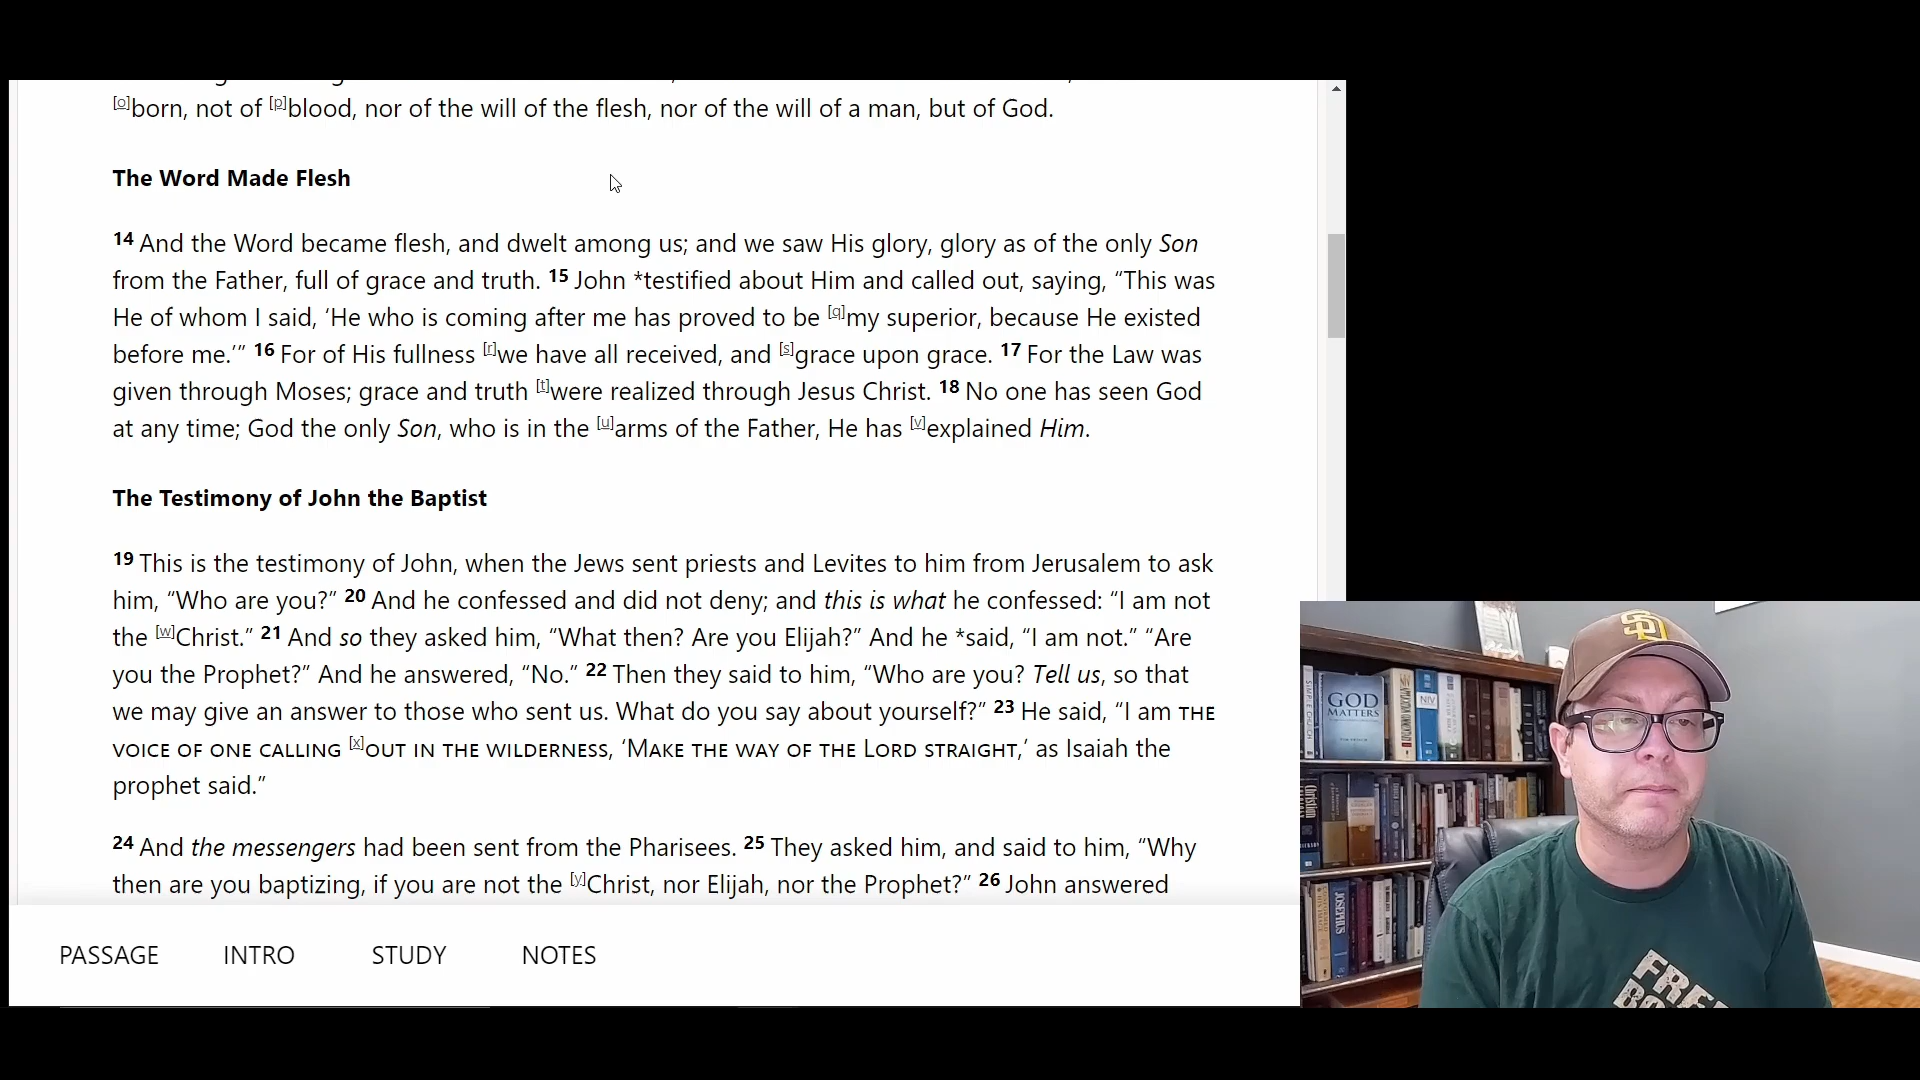 [o]born, not of [p]blood, nor of the will of the flesh, nor of the will of a man, but of God.
The Word Made Flesh
14 And the Word became flesh, and dwelt among us; and we saw His glory, glory as of the only Son
from the Father, full of grace and truth. 15 John *testified about Him and called out, saying, “This was
He of whom I said, ‘He who is coming after me has proved to be [q]my superior, because He existed
before me.’” 16 For of His fullness [r]we have all received, and [s]grace upon grace. 17 For the Law was
given through Moses; grace and truth [t]were realized through Jesus Christ. 18 No one has seen God
at any time; God the only Son, who is in the [u]arms of the Father, He has [v]explained Him.
The Testimony of John the Baptist
19 This is the testimony of John, when the Jews sent priests and Levites to him from Jerusalem to ask
him, “Who are you?” 20 And he confessed and did not deny; and this is what he confessed: “I am not
the [w]Christ.” 21 And so they asked him, “What then? Are you Elijah?” And he *said, “I am not.” “Are
you the Prophet?” And he answered, “No.” 22 Then they said to him, “Who are you? Tell us, so that
we may give an answer to those who sent us. What do you say about yourself?” 23 He said, “I am THE
VOICE OF ONE CALLING [x]OUT IN THE WILDERNESS, ‘MAKE THE WAY OF THE LORD STRAIGHT,’ as Isaiah the
prophet said.”
24 And the messengers had been sent from the Pharisees. 25 They asked him, and said to him, “Why
then are you baptizing, if you are not the [y]Christ, nor Elijah, nor the Prophet?” 26 John answered
PASSAGE INTRO STUDY NOTES
SD
GOD
MATTERS
NIV
NIV
JOSEPHUS
FREE